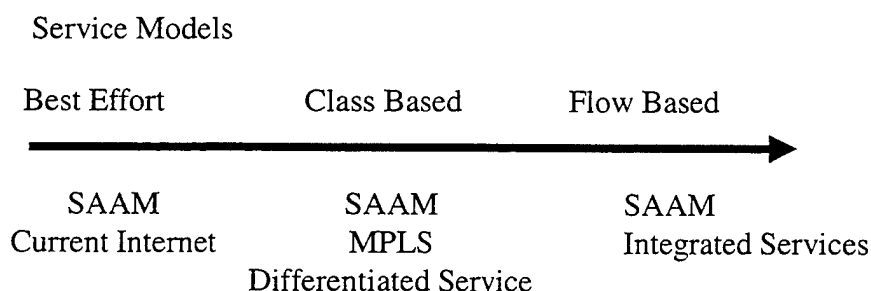 Service Models
Best Effort Class Based Flow Based
SAAM SAAM SAAM
Current Internet MPLS Integrated Services
Differentiated Service